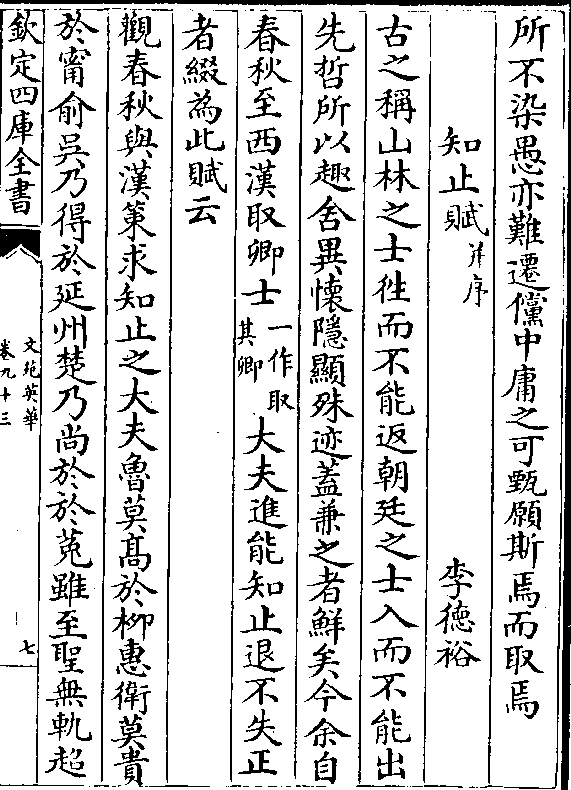 所不染愚亦難遷儻中庸之可甄願斯焉而取焉
知止賦并序
李德裕
古之稱山林之士徃而不能返朝廷之士入而不能出
先哲所以趣舍異懷隱顯殊迹蓋兼之者鮮矣今余自
春秋至西漢取卿士一作取其卿大夫進能知止退不失正
者綴為此賦云
觀春秋與漢策求知止之大夫魯莫髙於柳惠衛莫貴
於甯俞吳乃得於延州楚乃尚於於菟雖至聖無軌超
欽定四庫全書
文苑英華
卷九十三
七